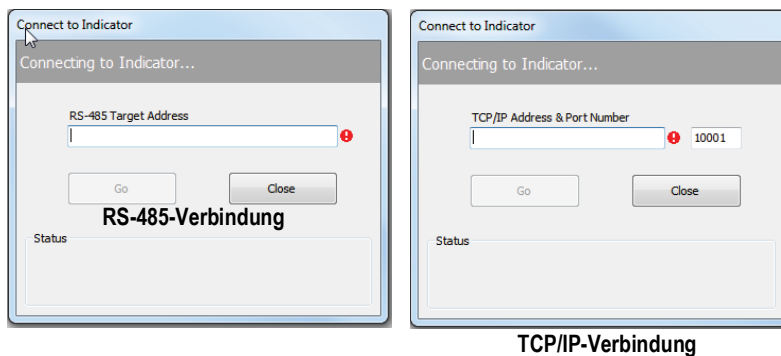 Connect to Indicator
Connecting to Indicator...
RS-485 Target Address
Go
Close
RS-485-Verbindung
Status
Connect to Indicator
Connecting to Indicator...
TCP/IP Address & Port Number
10001
Go
Close
Status
TCP/IP-Verbindung